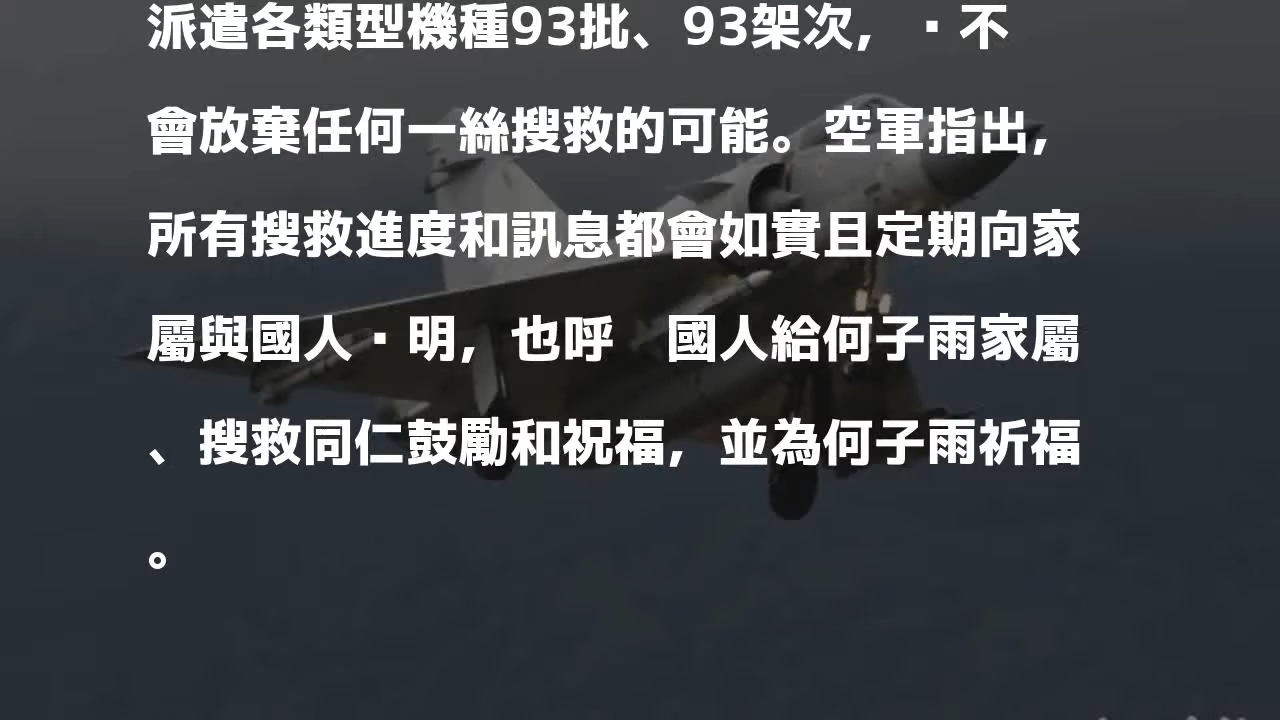 派遣各類型機種93批、93架次，▪不
會放棄任何一絲搜救的可能。空軍指出，
所有搜救進度和訊息都會如實且定期向家
屬與國人▪明，也呼　國人給何子雨家屬
、搜救同仁鼓勵和祝福，並為何子雨祈福
。